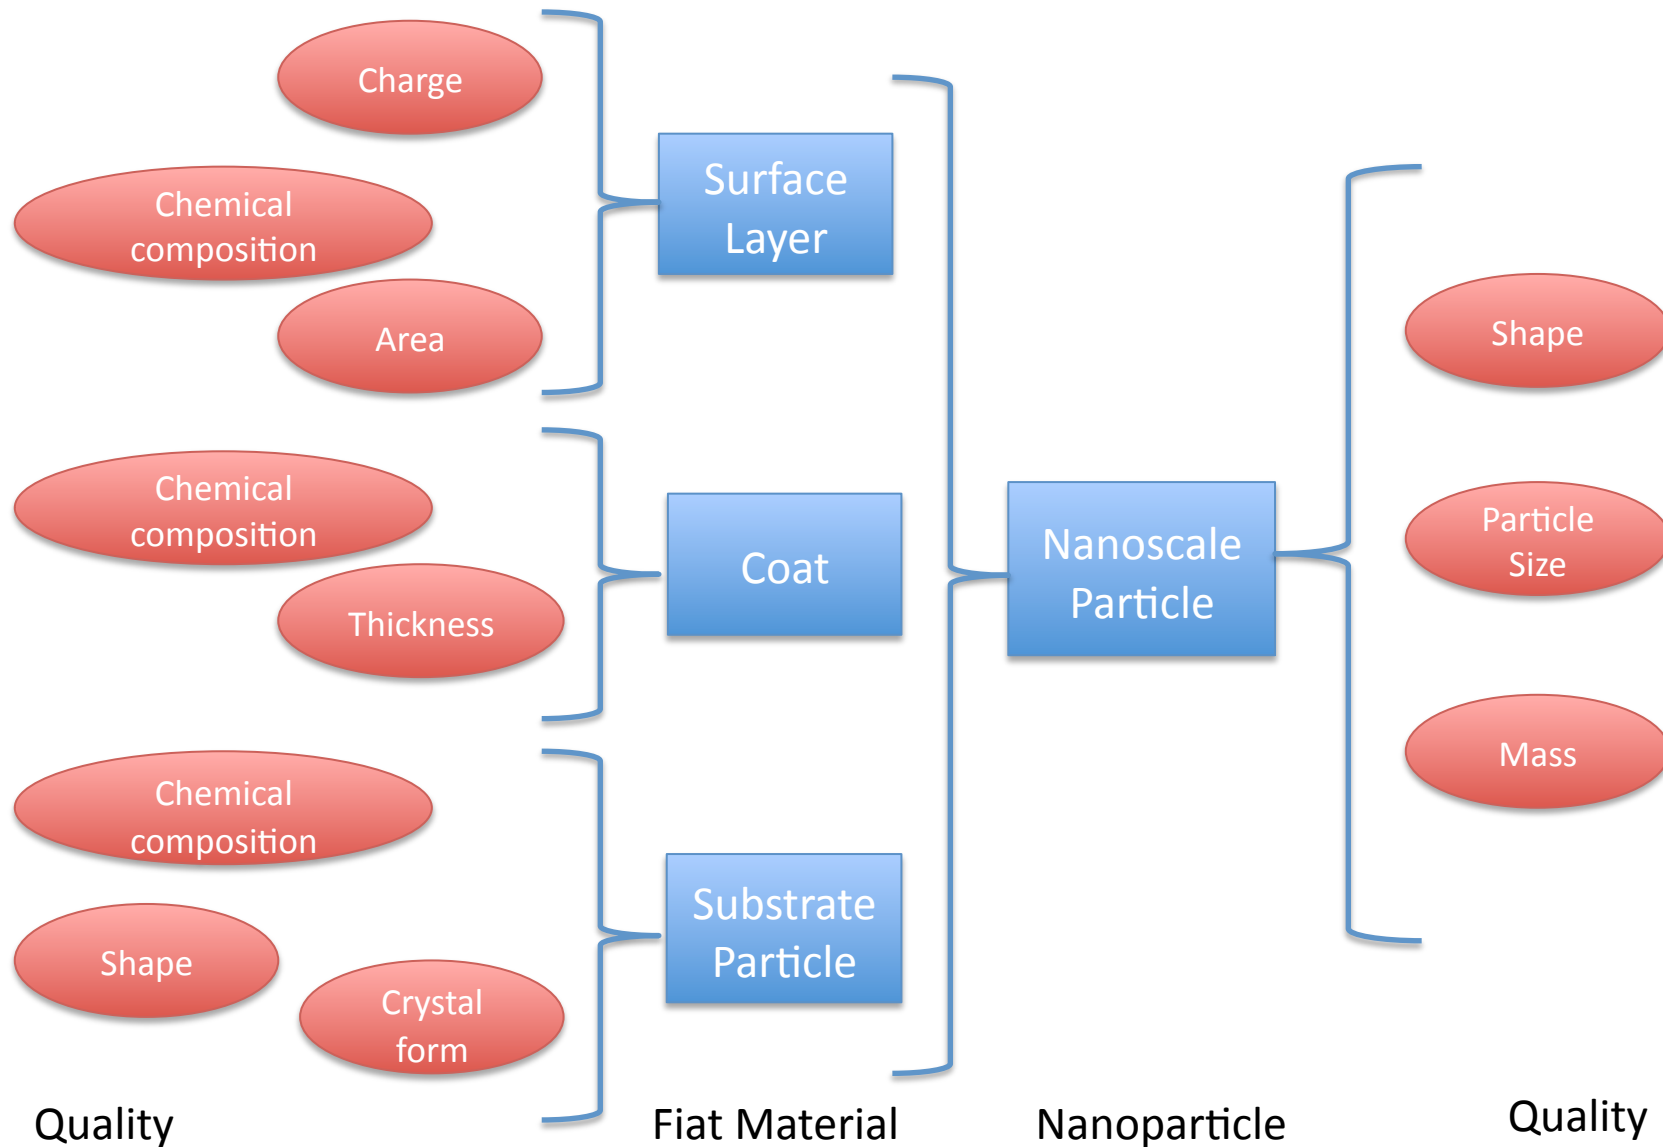 Charge
Chemical
composition
Area
Surface
Layer
Chemical
composition
Thickness
Coat
Chemical
composition
Shape
Crystal
form
Substrate
Particle
Nanoscale
Particle
Shape
Particle
Size
Mass
Quality
Fiat Material
Nanoparticle
Quality